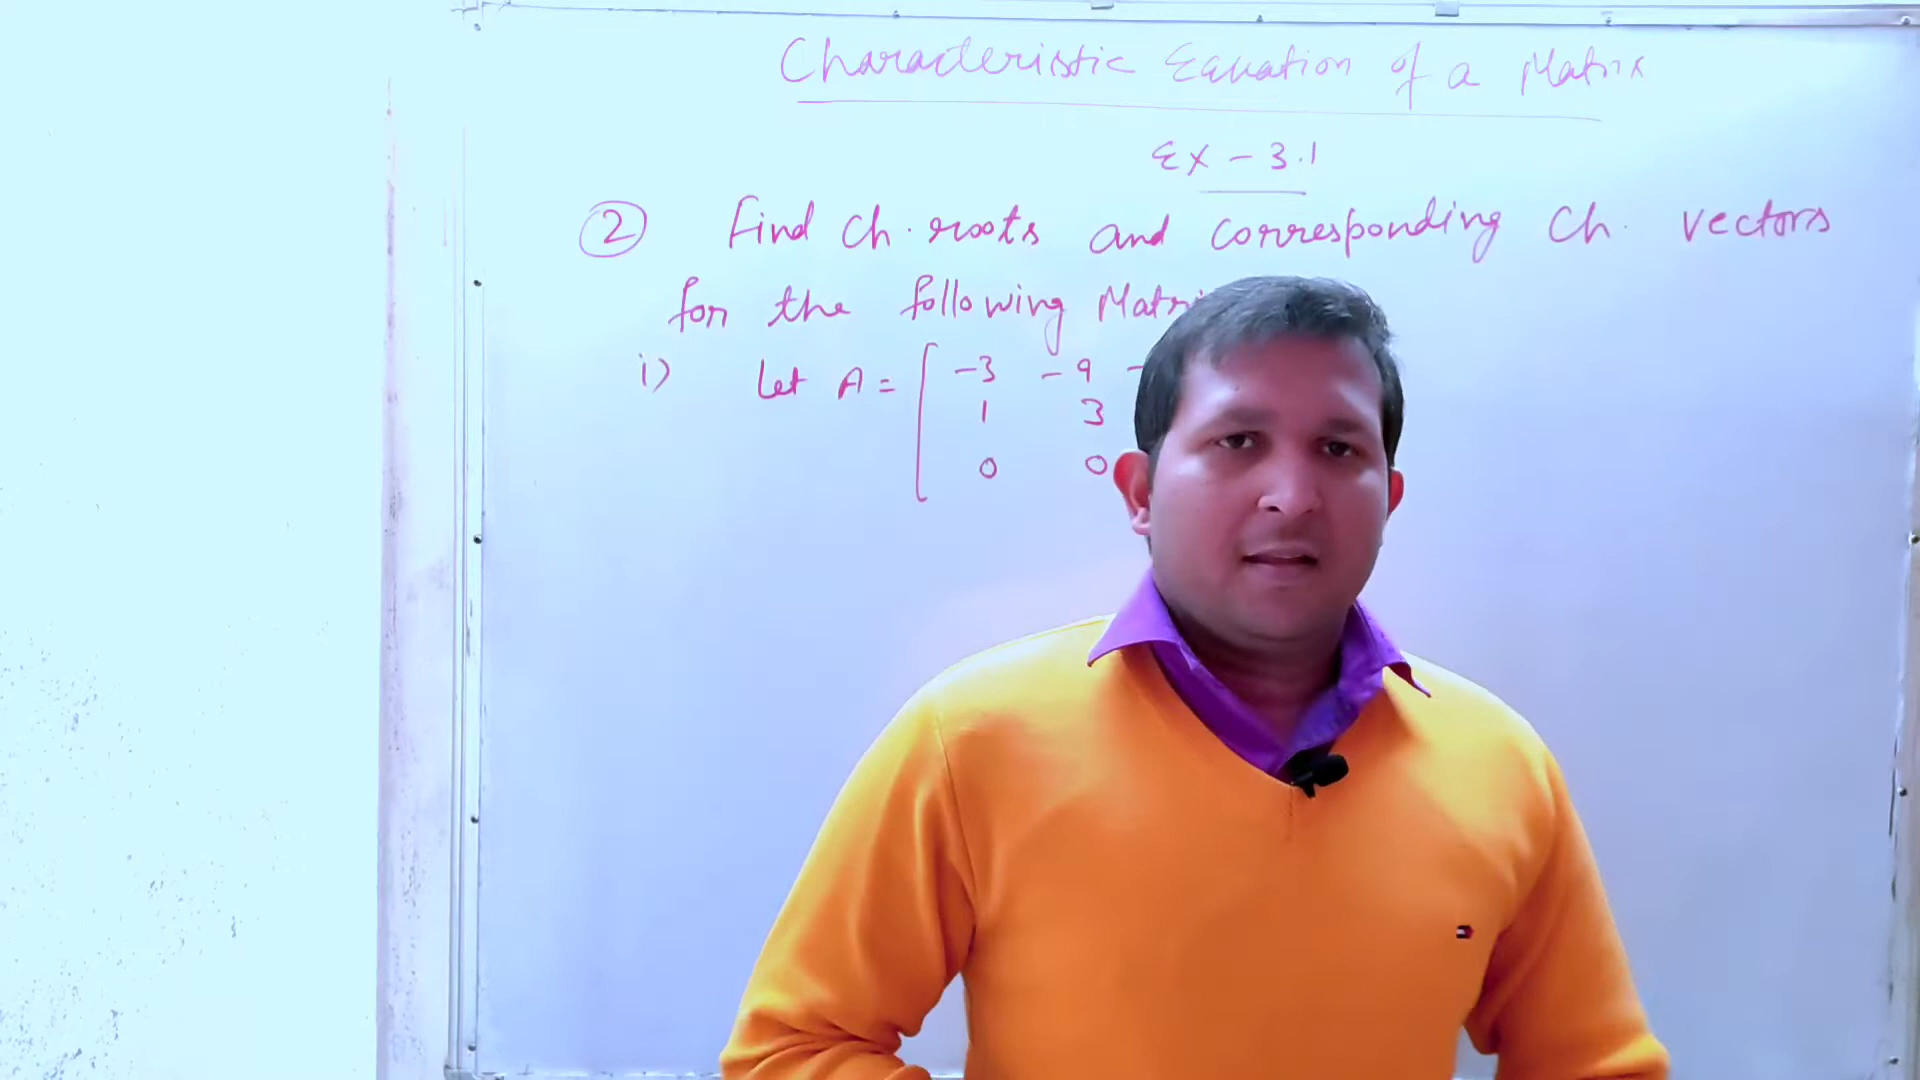 Characteristic Equation of a Matrix
Ex - 3.1
② Find Ch. roots and corresponding Ch. vectors
for the following Matri
i) Let A = [ -3 -9 -
1 3
0 0